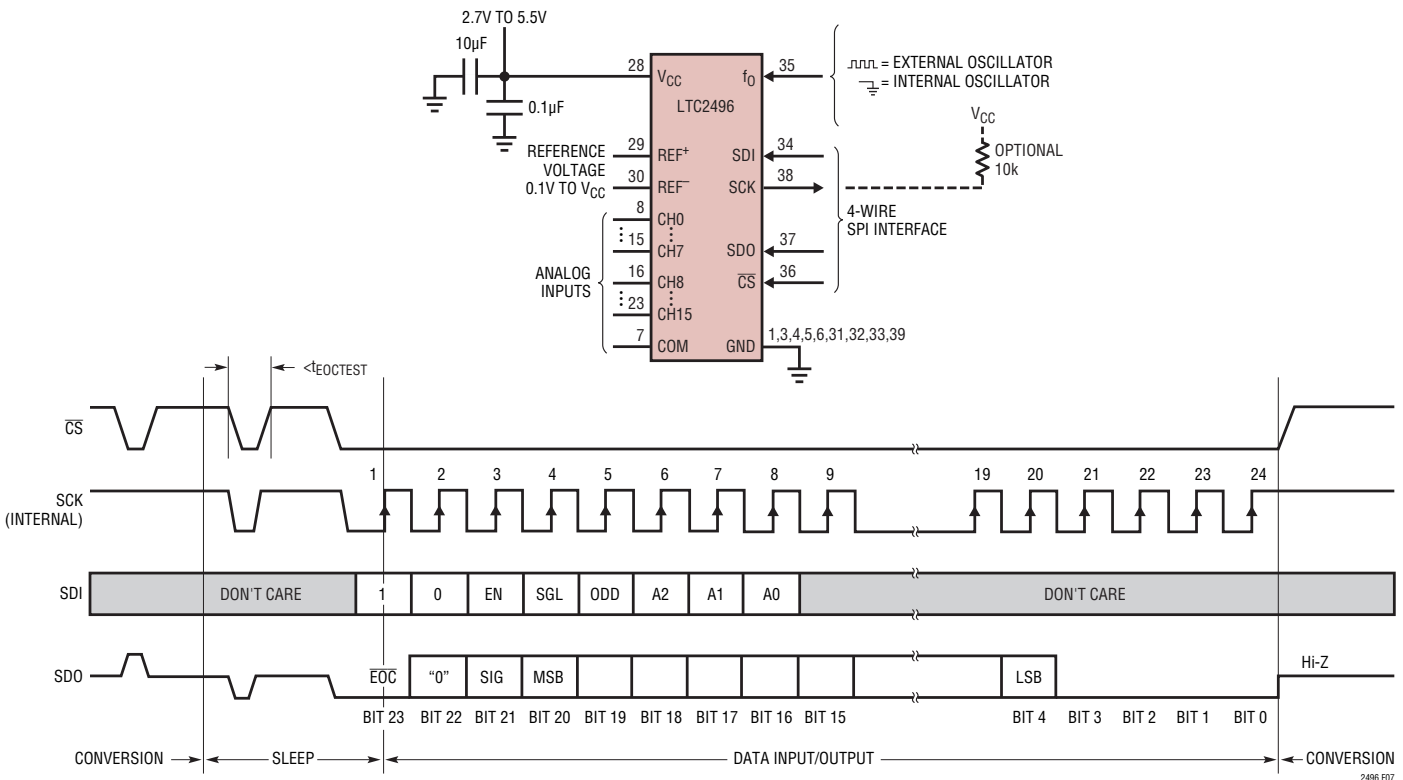 2.7V TO 5.5V
10µF
0.1µF
28
VCC
LTC2496
fO
35
= EXTERNAL OSCILLATOR
= INTERNAL OSCILLATOR
VCC
OPTIONAL
10k
REFERENCE
VOLTAGE
0.1V TO VCC
29
REF+
30
REF–
8
CH0
15
CH7
16
CH8
23
CH15
7
COM
ANALOG
INPUTS
SDI
34
SCK
38
SDO
37
CS
36
4-WIRE
SPI INTERFACE
GND
1,3,4,5,6,31,32,33,39
<tEOCTEST
CS
SCK
(INTERNAL)
1 2 3 4 5 6 7 8 9 19 20 21 22 23 24
SDI
DON'T CARE 1 0 EN SGL ODD A2 A1 A0 DON'T CARE
SDO
EOC “0” SIG MSB LSB Hi-Z
BIT 23 BIT 22 BIT 21 BIT 20 BIT 19 BIT 18 BIT 17 BIT 16 BIT 15 BIT 4 BIT 3 BIT 2 BIT 1 BIT 0
CONVERSION SLEEP DATA INPUT/OUTPUT CONVERSION
2496 F07